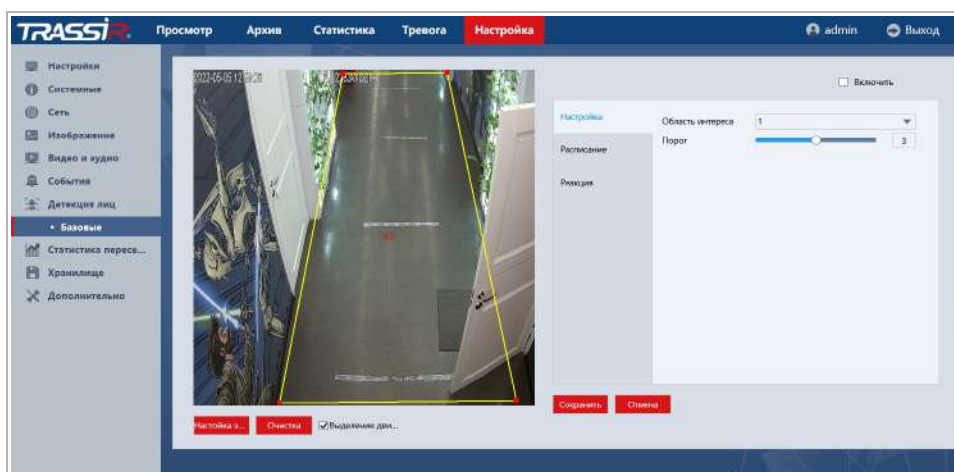 TRASSIR
Просмотр Архив Статистика Тревога Настройка admin Выход
Настройки
Системные
Сеть
Изображение
Видео и аудио
События
Детекция лиц
• Базовые
Статистика пересе...
Хранилище
Дополнительно
Включить
Настройка
Область интереса 1
Порог 3
Расписание
Реакция
Сохранить Отмена
Настойка з... Очистка Выделение дви...